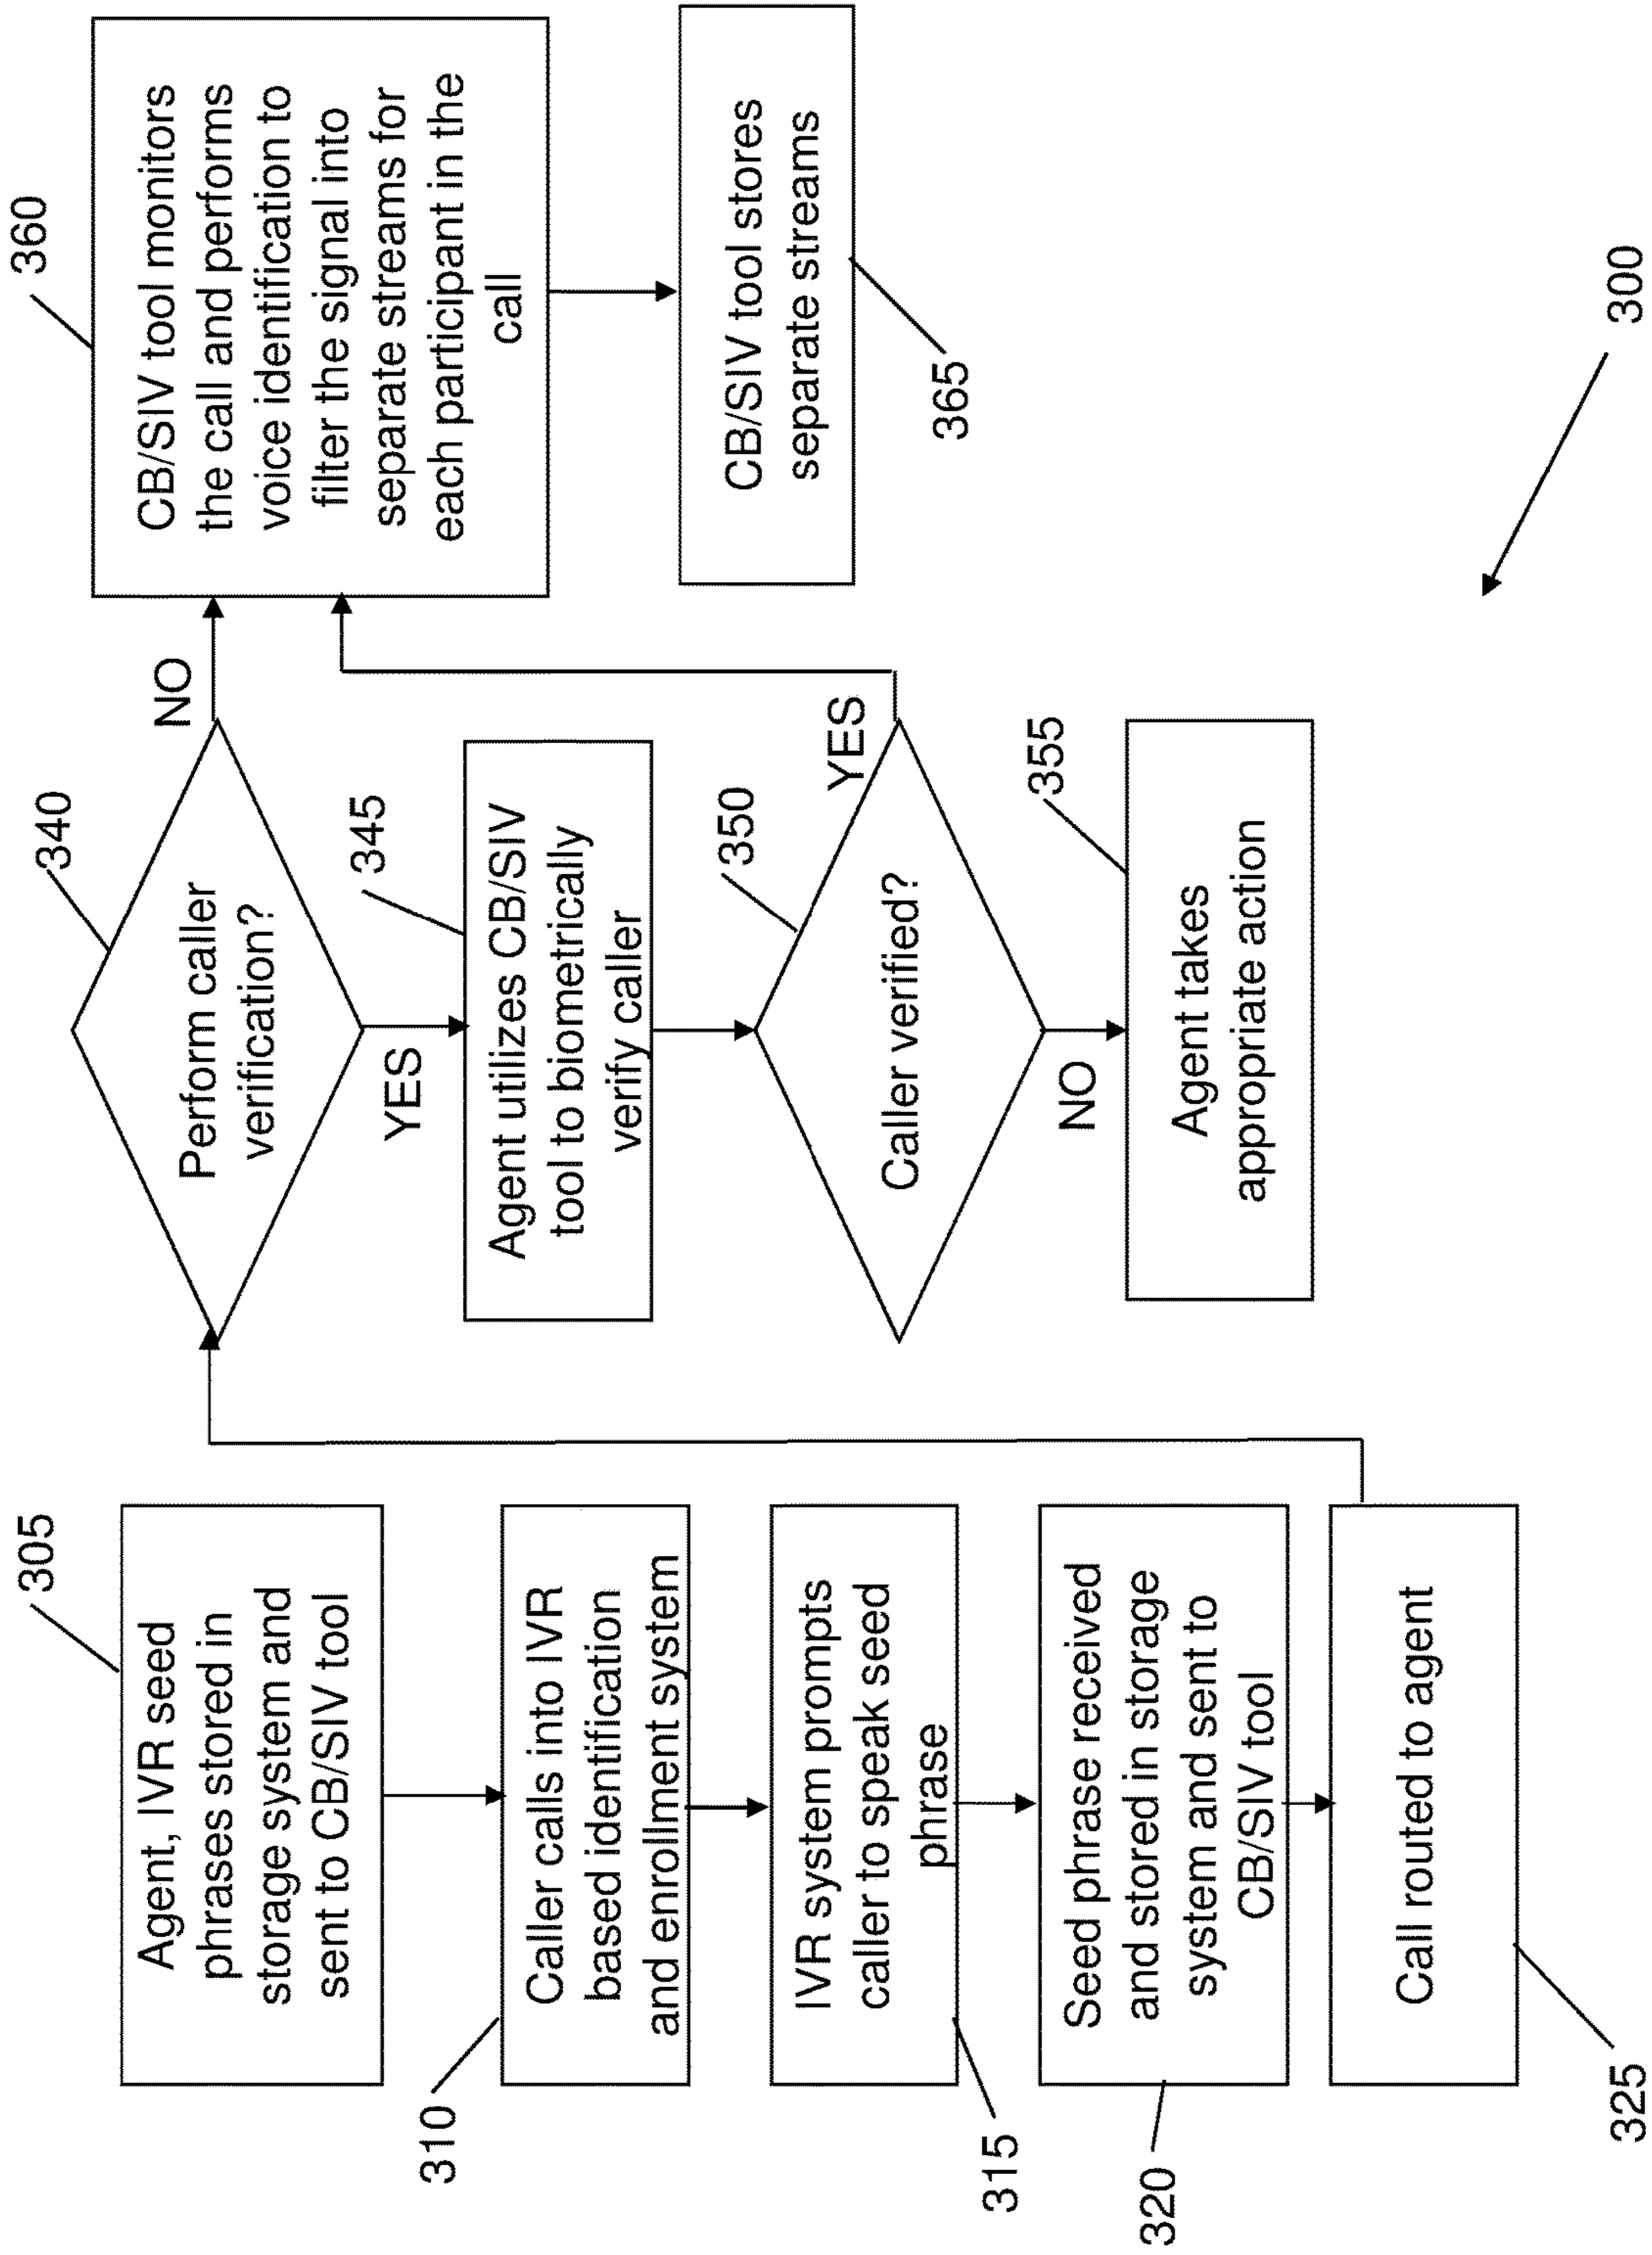 305
Agent, IVR seed
phrases stored in
storage system and
sent to CB/SIV tool
310
Caller calls into IVR
based identification
and enrollment system
315
IVR system prompts
caller to speak seed
phrase
320
Seed phrase received
and stored in storage
system and sent to
CB/SIV tool
325
Call routed to agent
340
Perform caller
verification?
NO
YES
345
Agent utilizes CB/SIV
tool to biometrically
verify caller
350
Caller verified?
YES
NO
355
Agent takes
appropriate action
360
CB/SIV tool monitors
the call and performs
voice identification to
filter the signal into
separate streams for
each participant in the
call
CB/SIV tool stores
separate streams
365
300